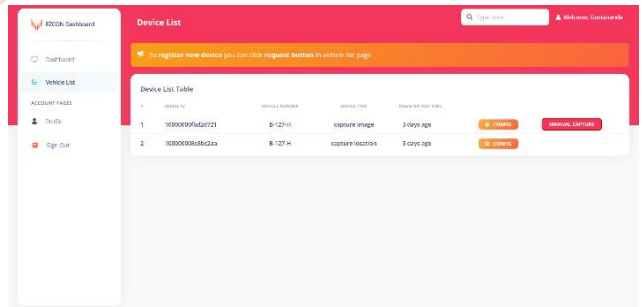 EZCON Dashboard
Device List
Type here...
Welcome, Gustananda
To register new device you can click request button in vehicle list page
Dashboard
Vehicle List
ACCOUNT PAGES
Profile
Sign Out
Device List Table
# SERIAL ID VEHICLE NUMBER DEVICE TYPE REGISTRATION TIME
1 B-127-H capture image 3 days ago CONFIG MANUAL CAPTURE
2 B-127-H capture location 3 days ago CONFIG